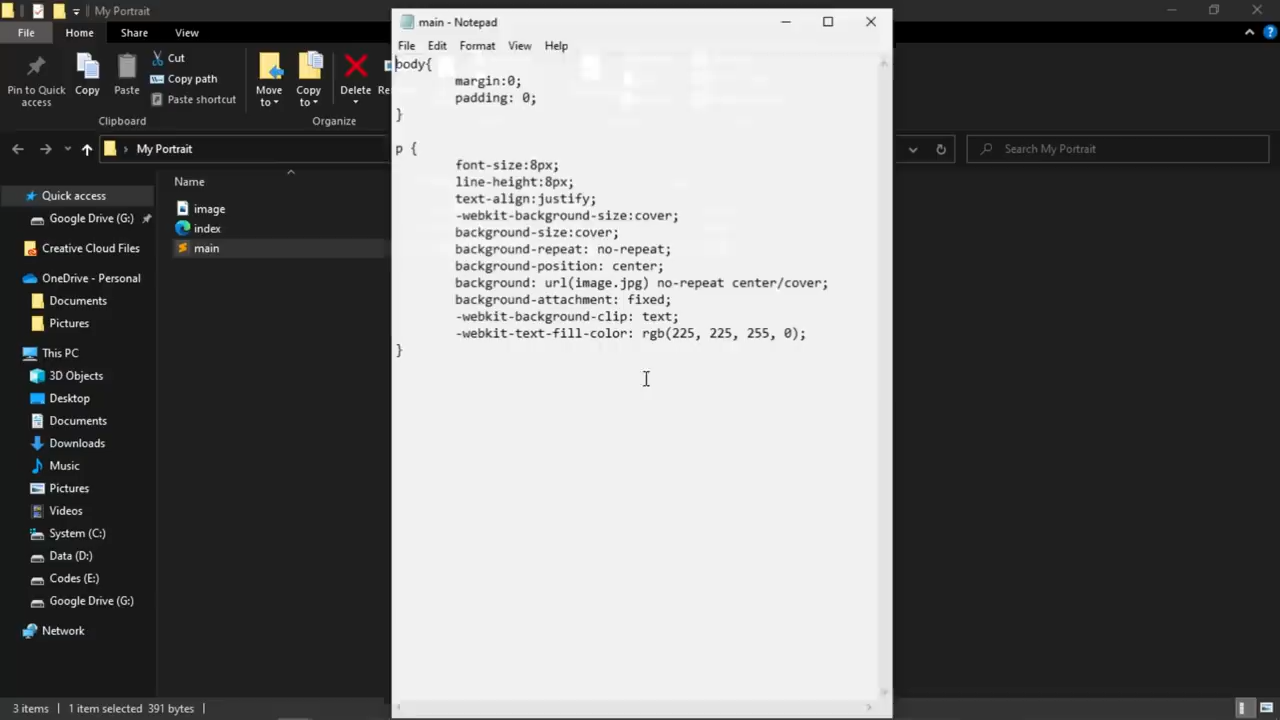 My Portrait
File
Home
Share
View
Pin to Quick access
Copy
Paste
Cut
Copy path
Paste shortcut
Clipboard
Move to
Copy to
Delete
Organize
My Portrait
Search My Portrait
Name
image
index
main
Quick access
Google Drive (G:)
Creative Cloud Files
OneDrive - Personal
Documents
Pictures
This PC
3D Objects
Desktop
Documents
Downloads
Music
Pictures
Videos
System (C:)
Data (D:)
Codes (E:)
Google Drive (G:)
Network
3 items
1 item selected 391 bytes
main - Notepad
File Edit Format View Help
body{
margin:0;
padding: 0;
}
p {
font-size:8px;
line-height:8px;
text-align:justify;
-webkit-background-size:cover;
background-size:cover;
background-repeat: no-repeat;
background-position: center;
background: url(image.jpg) no-repeat center/cover;
background-attachment: fixed;
-webkit-background-clip: text;
-webkit-text-fill-color: rgb(225, 225, 255, 0);
}